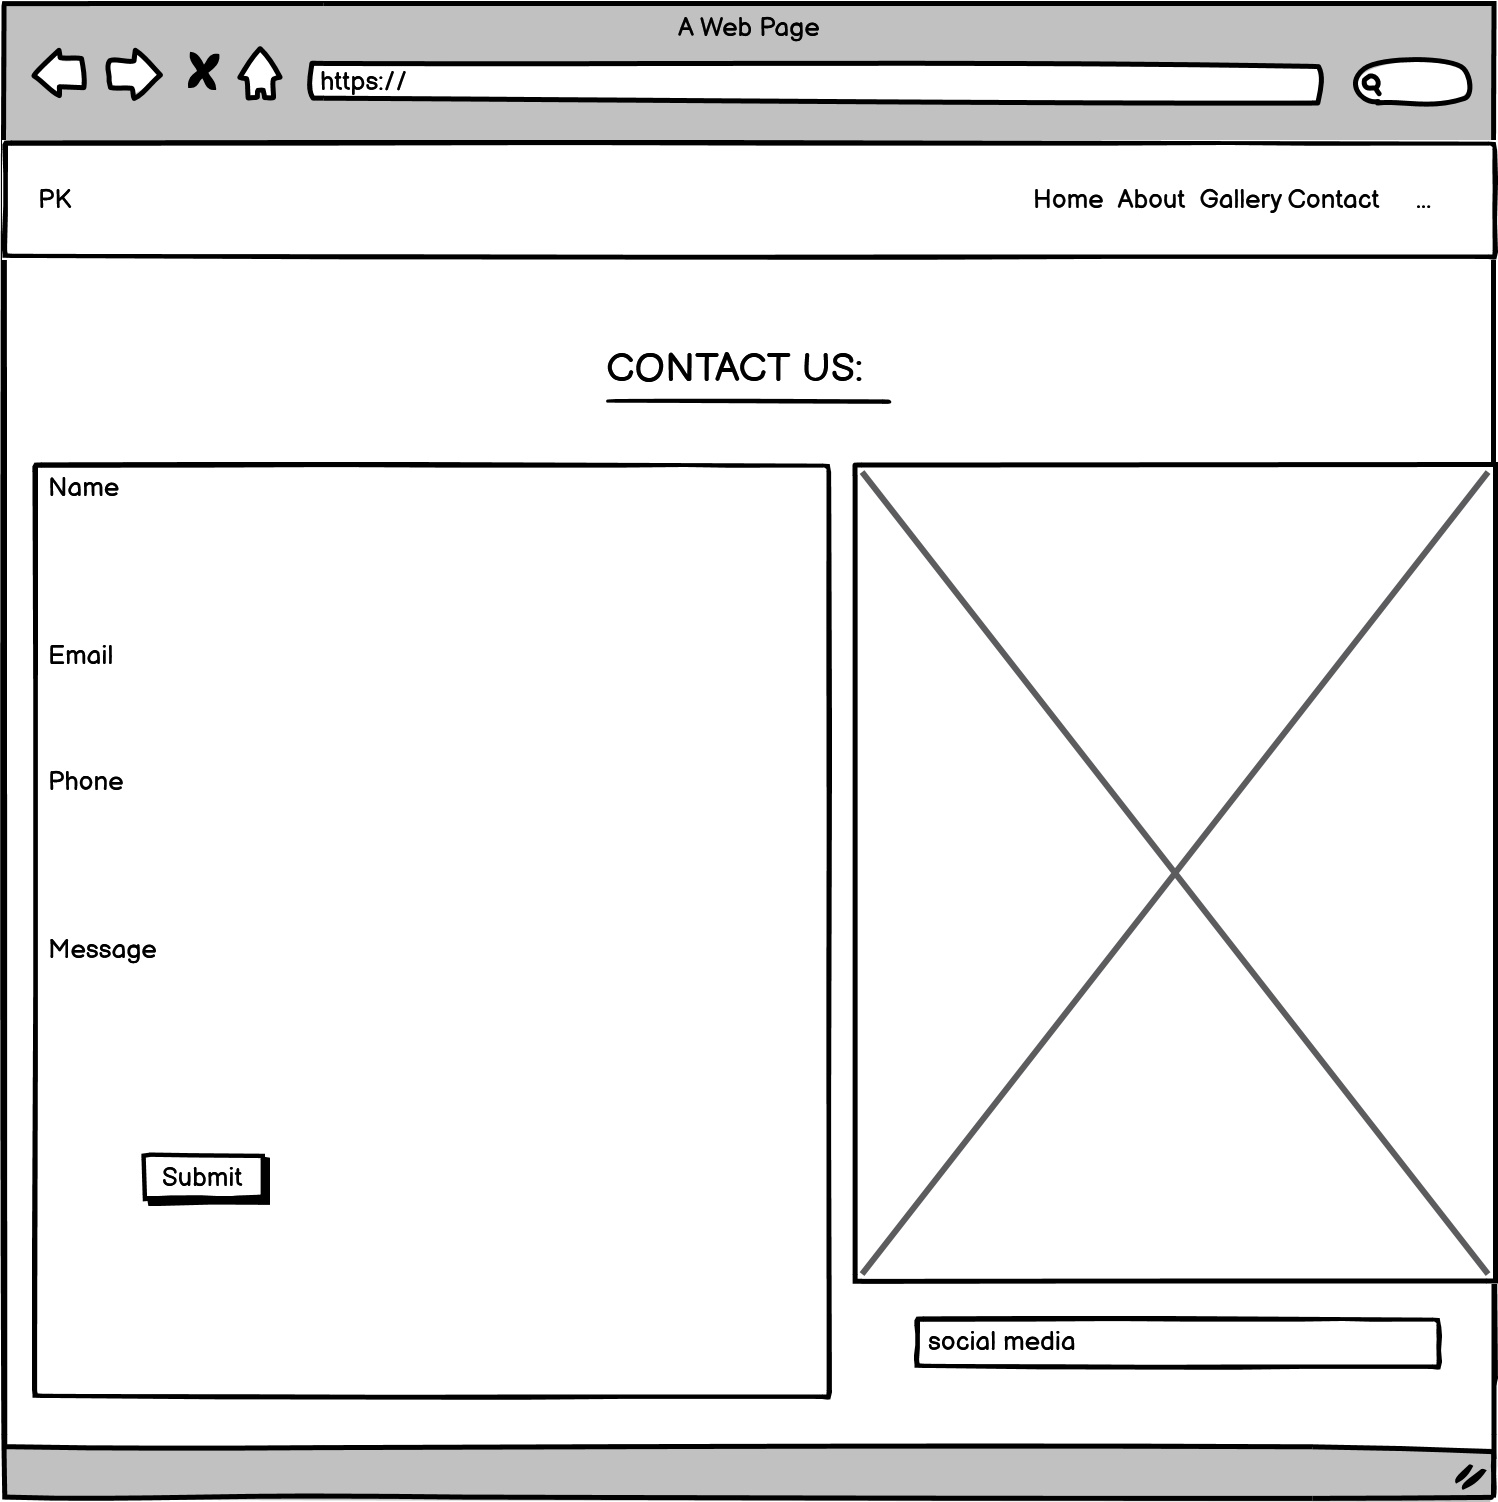 A Web Page
https://
PK
Home About Gallery Contact ...
CONTACT US:
Name
Email
Phone
Message
Submit
social media